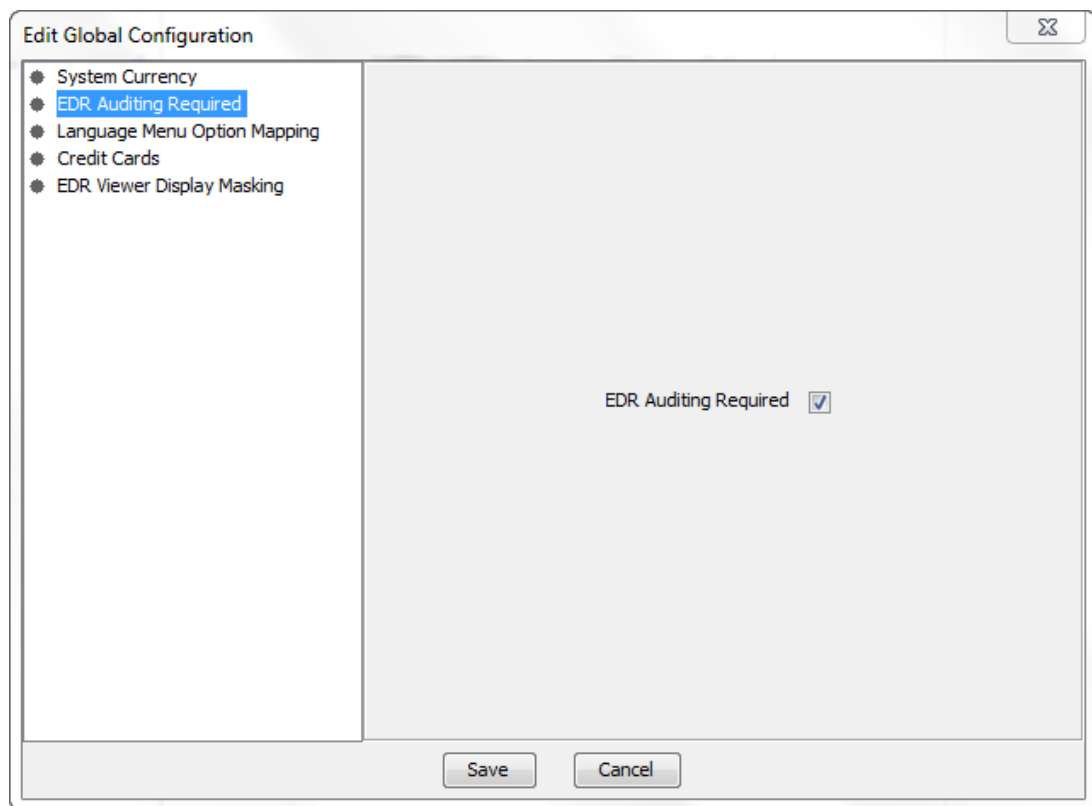 Edit Global Configuration
System Currency
EDR Auditing Required
Language Menu Option Mapping
Credit Cards
EDR Viewer Display Masking
EDR Auditing Required
Save
Cancel